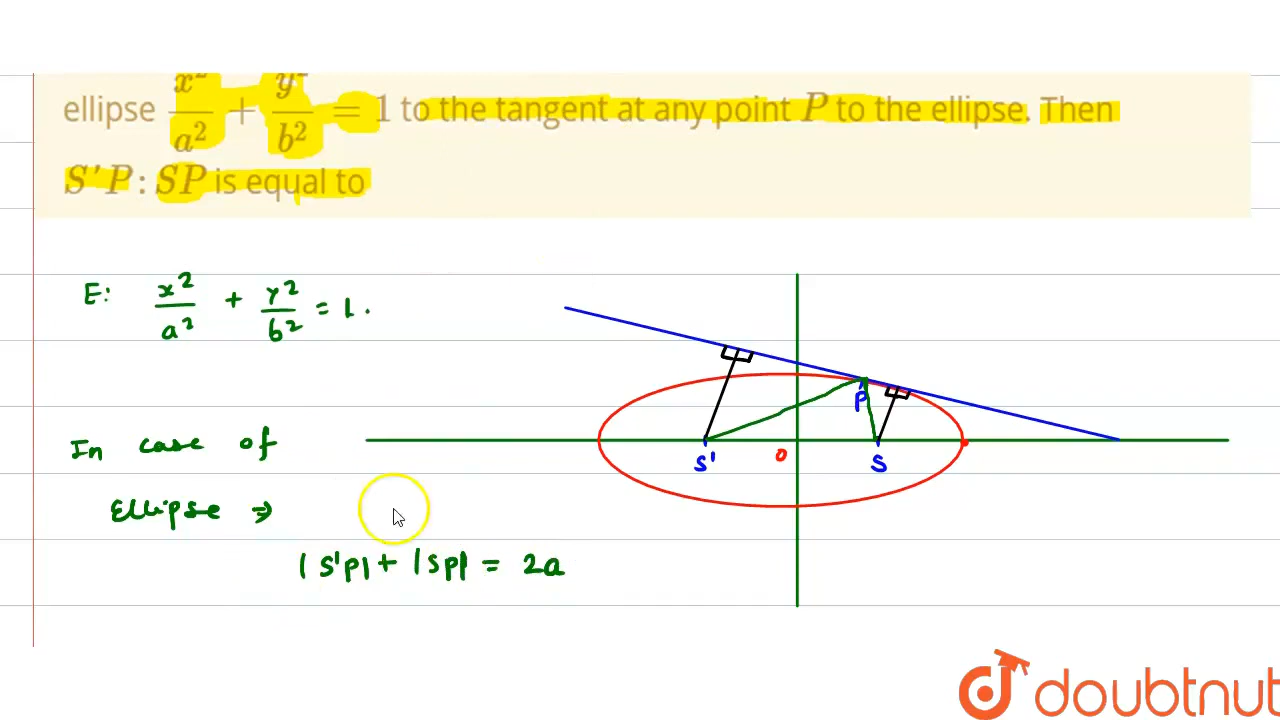 ellipse x²/a² + y²/b² = 1 to the tangent at any point P to the ellipse. Then
S'P : SP is equal to
E: x²/a² + y²/b² = 1.
P
In case of
S' O S
Ellipse ⇒
|S'P| + |SP| = 2a
doubtnut